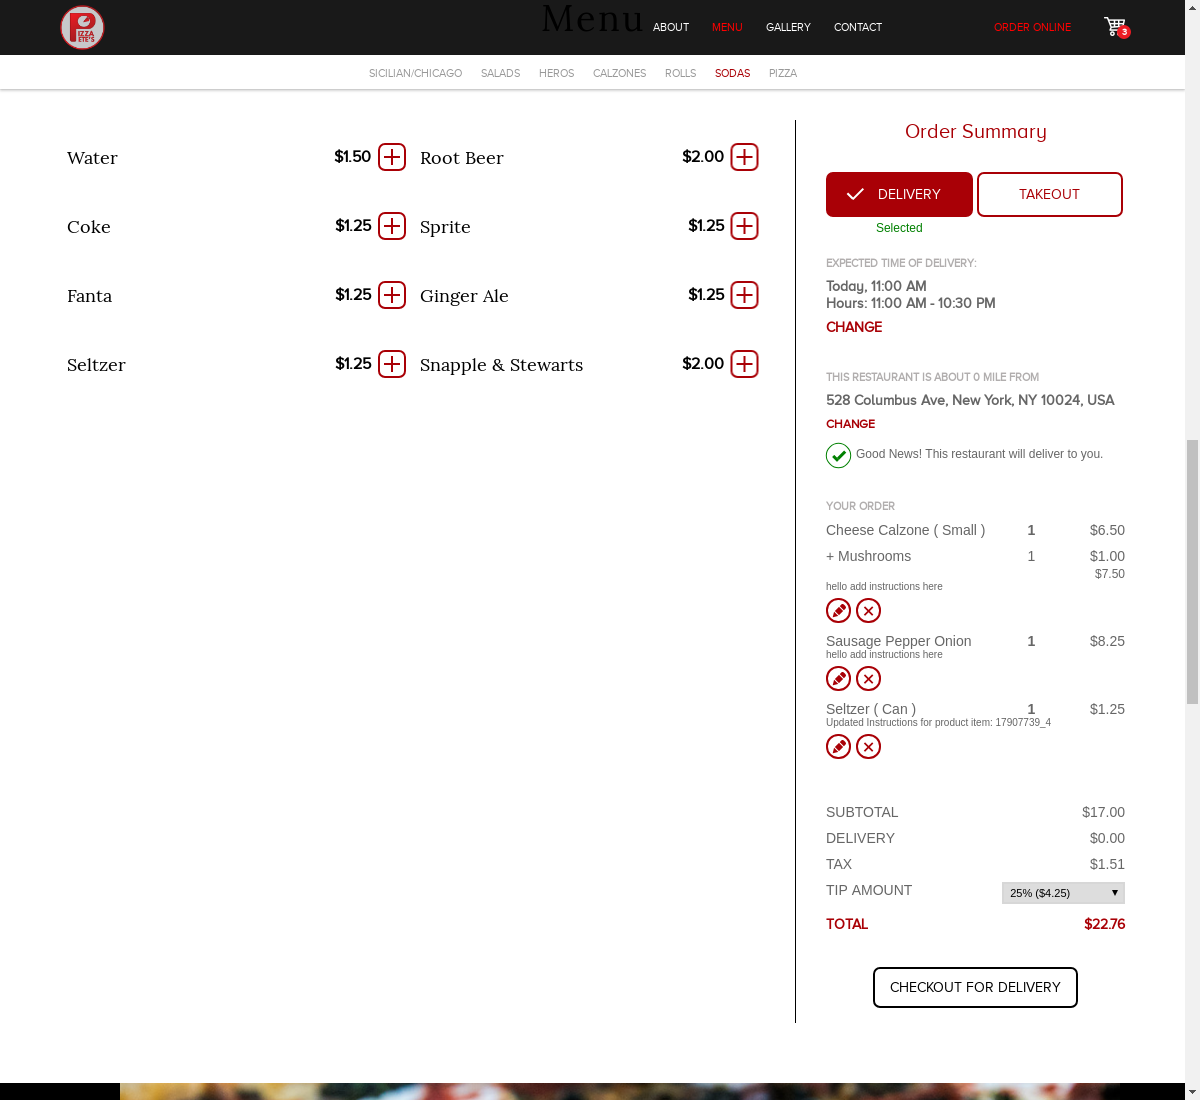 P
IZZA
ETE'S
Menu
ABOUT
MENU
GALLERY
CONTACT
ORDER ONLINE
3
SICILIAN/CHICAGO
SALADS
HEROS
CALZONES
ROLLS
SODAS
PIZZA
Water $1.50
Root Beer $2.00
Coke $1.25
Sprite $1.25
Fanta $1.25
Ginger Ale $1.25
Seltzer $1.25
Snapple & Stewarts $2.00
Order Summary
DELIVERY
TAKEOUT
Selected
EXPECTED TIME OF DELIVERY:
Today, 11:00 AM
Hours: 11:00 AM - 10:30 PM
CHANGE
THIS RESTAURANT IS ABOUT 0 MILE FROM
528 Columbus Ave, New York, NY 10024, USA
CHANGE
Good News! This restaurant will deliver to you.
YOUR ORDER
Cheese Calzone ( Small ) 1 $6.50
+ Mushrooms 1 $1.00
$7.50
hello add instructions here
Sausage Pepper Onion 1 $8.25
hello add instructions here
Seltzer ( Can ) 1 $1.25
Updated Instructions for product item: 17907739_4
SUBTOTAL $17.00
DELIVERY $0.00
TAX $1.51
TIP AMOUNT 25% ($4.25)
TOTAL $22.76
CHECKOUT FOR DELIVERY